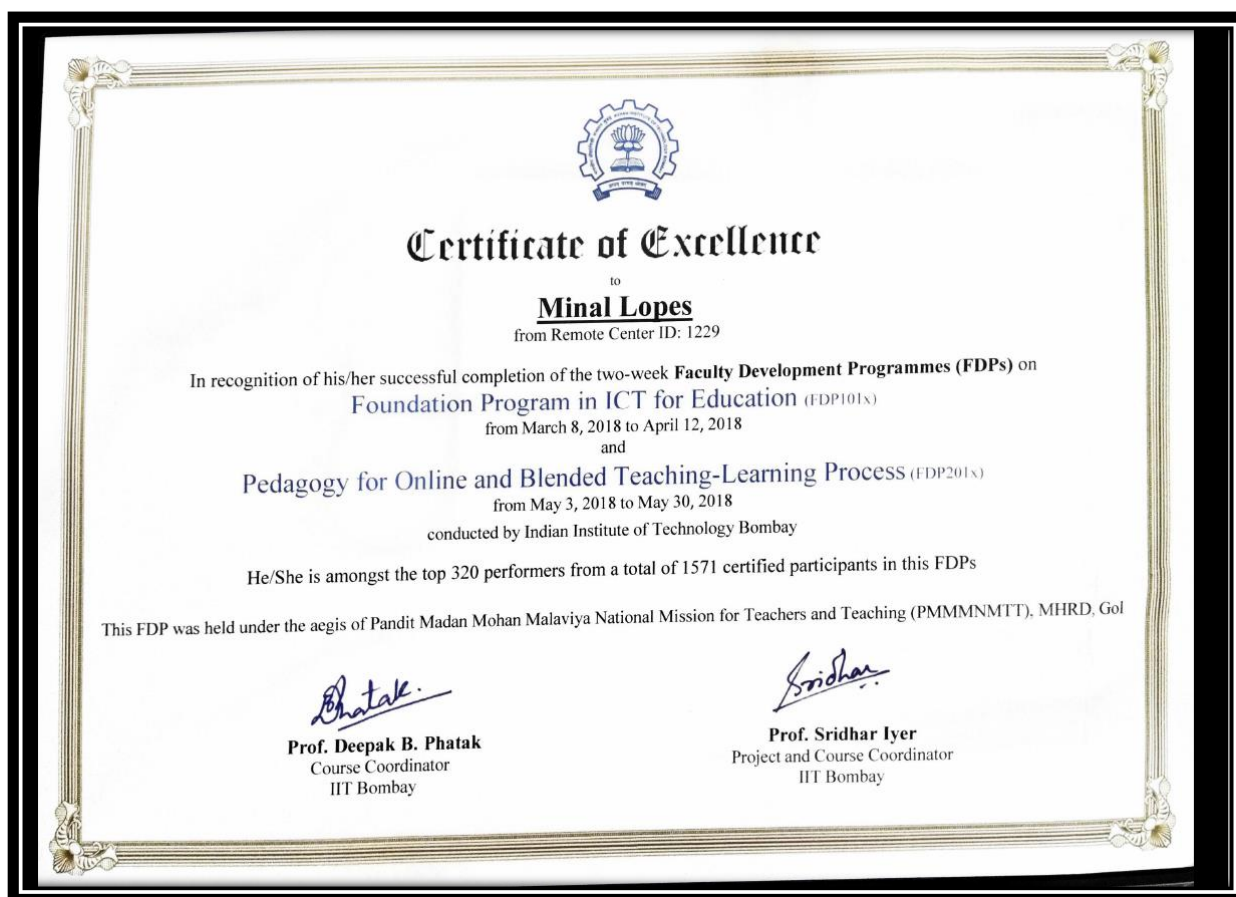 Certificate of Excellence
to
Minal Lopes
from Remote Center ID: 1229
In recognition of his/her successful completion of the two-week Faculty Development Programmes (FDPs) on
Foundation Program in ICT for Education (FDP101x)
from March 8, 2018 to April 12, 2018
and
Pedagogy for Online and Blended Teaching-Learning Process (FDP201x)
from May 3, 2018 to May 30, 2018
conducted by Indian Institute of Technology Bombay
He/She is amongst the top 320 performers from a total of 1571 certified participants in this FDPs
This FDP was held under the aegis of Pandit Madan Mohan Malaviya National Mission for Teachers and Teaching (PMMMNMTT), MHRD, GoI
Phatak.
Sridhar
Prof. Deepak B. Phatak
Course Coordinator
IIT Bombay
Prof. Sridhar Iyer
Project and Course Coordinator
IIT Bombay